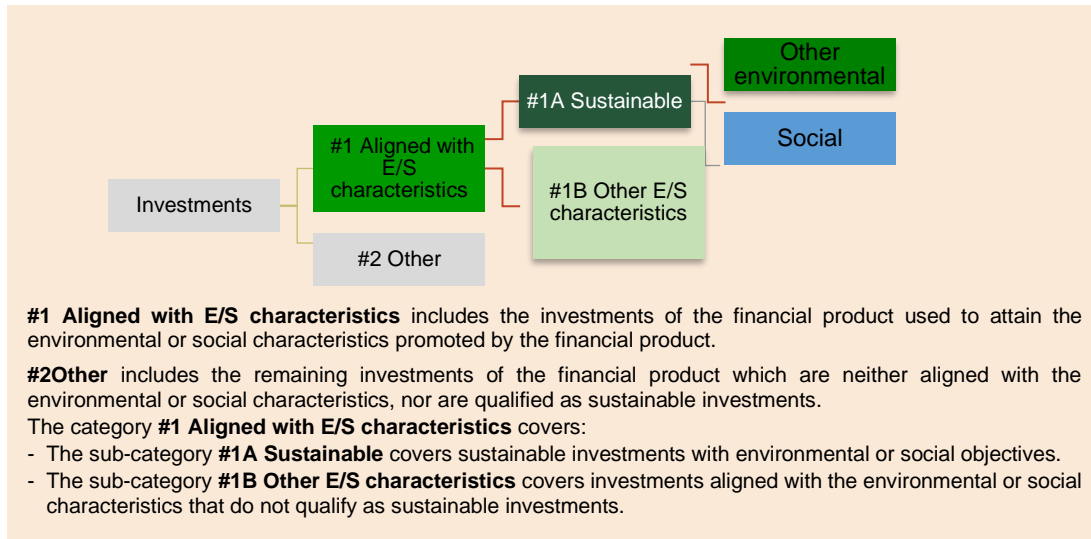 Other
environmental
#1A Sustainable
Social
#1 Aligned with
E/S
characteristics
#1B Other E/S
characteristics
Investments
#2 Other
#1 Aligned with E/S characteristics includes the investments of the financial product used to attain the
environmental or social characteristics promoted by the financial product.
#2Other includes the remaining investments of the financial product which are neither aligned with the
environmental or social characteristics, nor are qualified as sustainable investments.
The category #1 Aligned with E/S characteristics covers:
- The sub-category #1A Sustainable covers sustainable investments with environmental or social objectives.
- The sub-category #1B Other E/S characteristics covers investments aligned with the environmental or social
characteristics that do not qualify as sustainable investments.